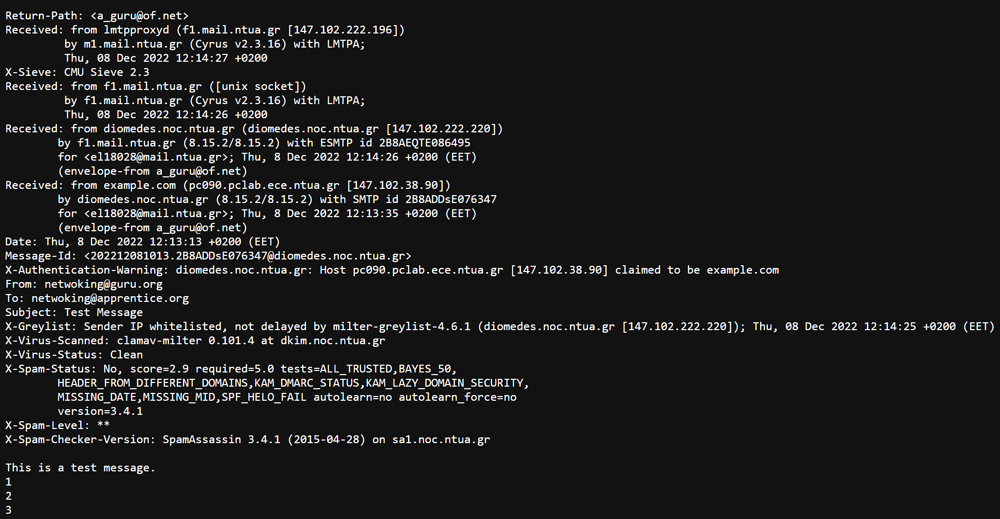 Return-Path: <a_guru@of.net>
Received: from lmtpproxyd (f1.mail.ntua.gr [147.102.222.196])
         by m1.mail.ntua.gr (Cyrus v2.3.16) with LMTPA;
         Thu, 08 Dec 2022 12:14:27 +0200
X-Sieve: CMU Sieve 2.3
Received: from f1.mail.ntua.gr ([unix socket])
         by f1.mail.ntua.gr (Cyrus v2.3.16) with LMTPA;
         Thu, 08 Dec 2022 12:14:26 +0200
Received: from diomedes.noc.ntua.gr (diomedes.noc.ntua.gr [147.102.222.220])
        by f1.mail.ntua.gr (8.15.2/8.15.2) with ESMTP id 2B8AEQTE086495
        for <el18028@mail.ntua.gr>; Thu, 8 Dec 2022 12:14:26 +0200 (EET)
        (envelope-from a_guru@of.net)
Received: from example.com (pc090.pclab.ece.ntua.gr [147.102.38.90])
        by diomedes.noc.ntua.gr (8.15.2/8.15.2) with SMTP id 2B8ADDsE076347
        for <el18028@mail.ntua.gr>; Thu, 8 Dec 2022 12:13:35 +0200 (EET)
        (envelope-from a_guru@of.net)
Date: Thu, 8 Dec 2022 12:13:13 +0200 (EET)
Message-Id: <202212081013.2B8ADDsE076347@diomedes.noc.ntua.gr>
X-Authentication-Warning: diomedes.noc.ntua.gr: Host pc090.pclab.ece.ntua.gr [147.102.38.90] claimed to be example.com
From: netwoking@guru.org
To: netwoking@apprentice.org
Subject: Test Message
X-Greylist: Sender IP whitelisted, not delayed by milter-greylist-4.6.1 (diomedes.noc.ntua.gr [147.102.222.220]); Thu, 08 Dec 2022 12:14:25 +0200 (EET)
X-Virus-Scanned: clamav-milter 0.101.4 at dkim.noc.ntua.gr
X-Virus-Status: Clean
X-Spam-Status: No, score=2.9 required=5.0 tests=ALL_TRUSTED,BAYES_50,
        HEADER_FROM_DIFFERENT_DOMAINS,KAM_DMARC_STATUS,KAM_LAZY_DOMAIN_SECURITY,
        MISSING_DATE,MISSING_MID,SPF_HELO_FAIL autolearn=no autolearn_force=no
        version=3.4.1
X-Spam-Level: **
X-Spam-Checker-Version: SpamAssassin 3.4.1 (2015-04-28) on sa1.noc.ntua.gr

This is a test message.
1
2
3